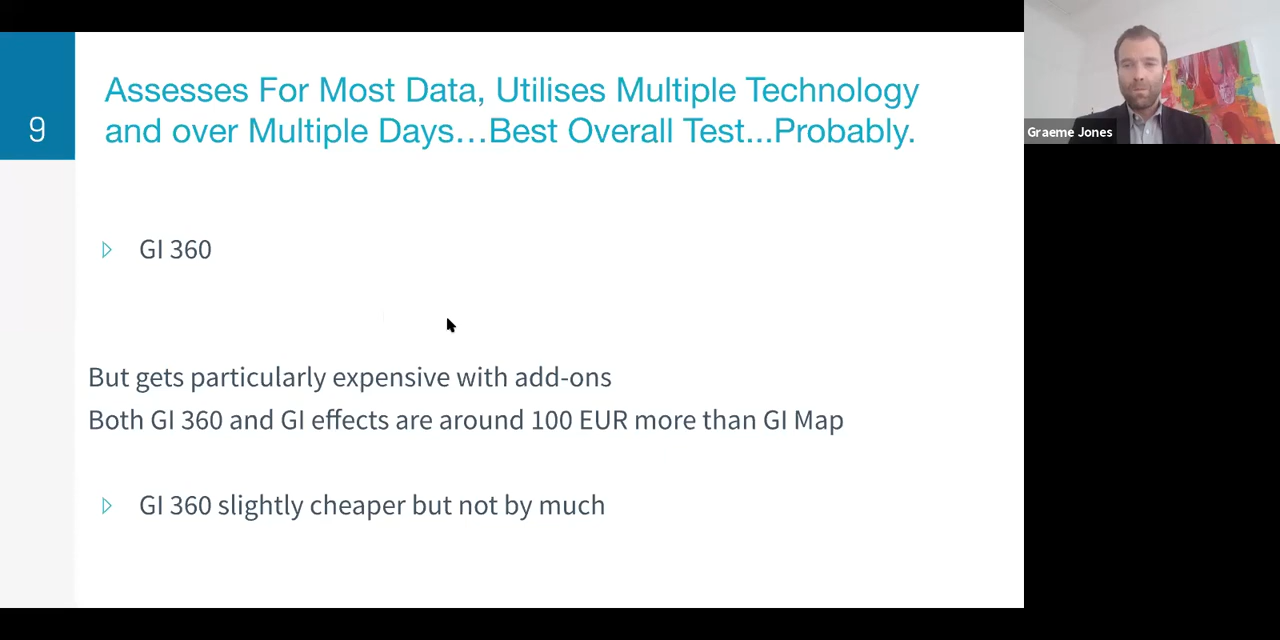 9
Assesses For Most Data, Utilises Multiple Technology
and over Multiple Days…Best Overall Test...Probably.
GI 360
But gets particularly expensive with add-ons
Both GI 360 and GI effects are around 100 EUR more than GI Map
GI 360 slightly cheaper but not by much
Graeme Jones